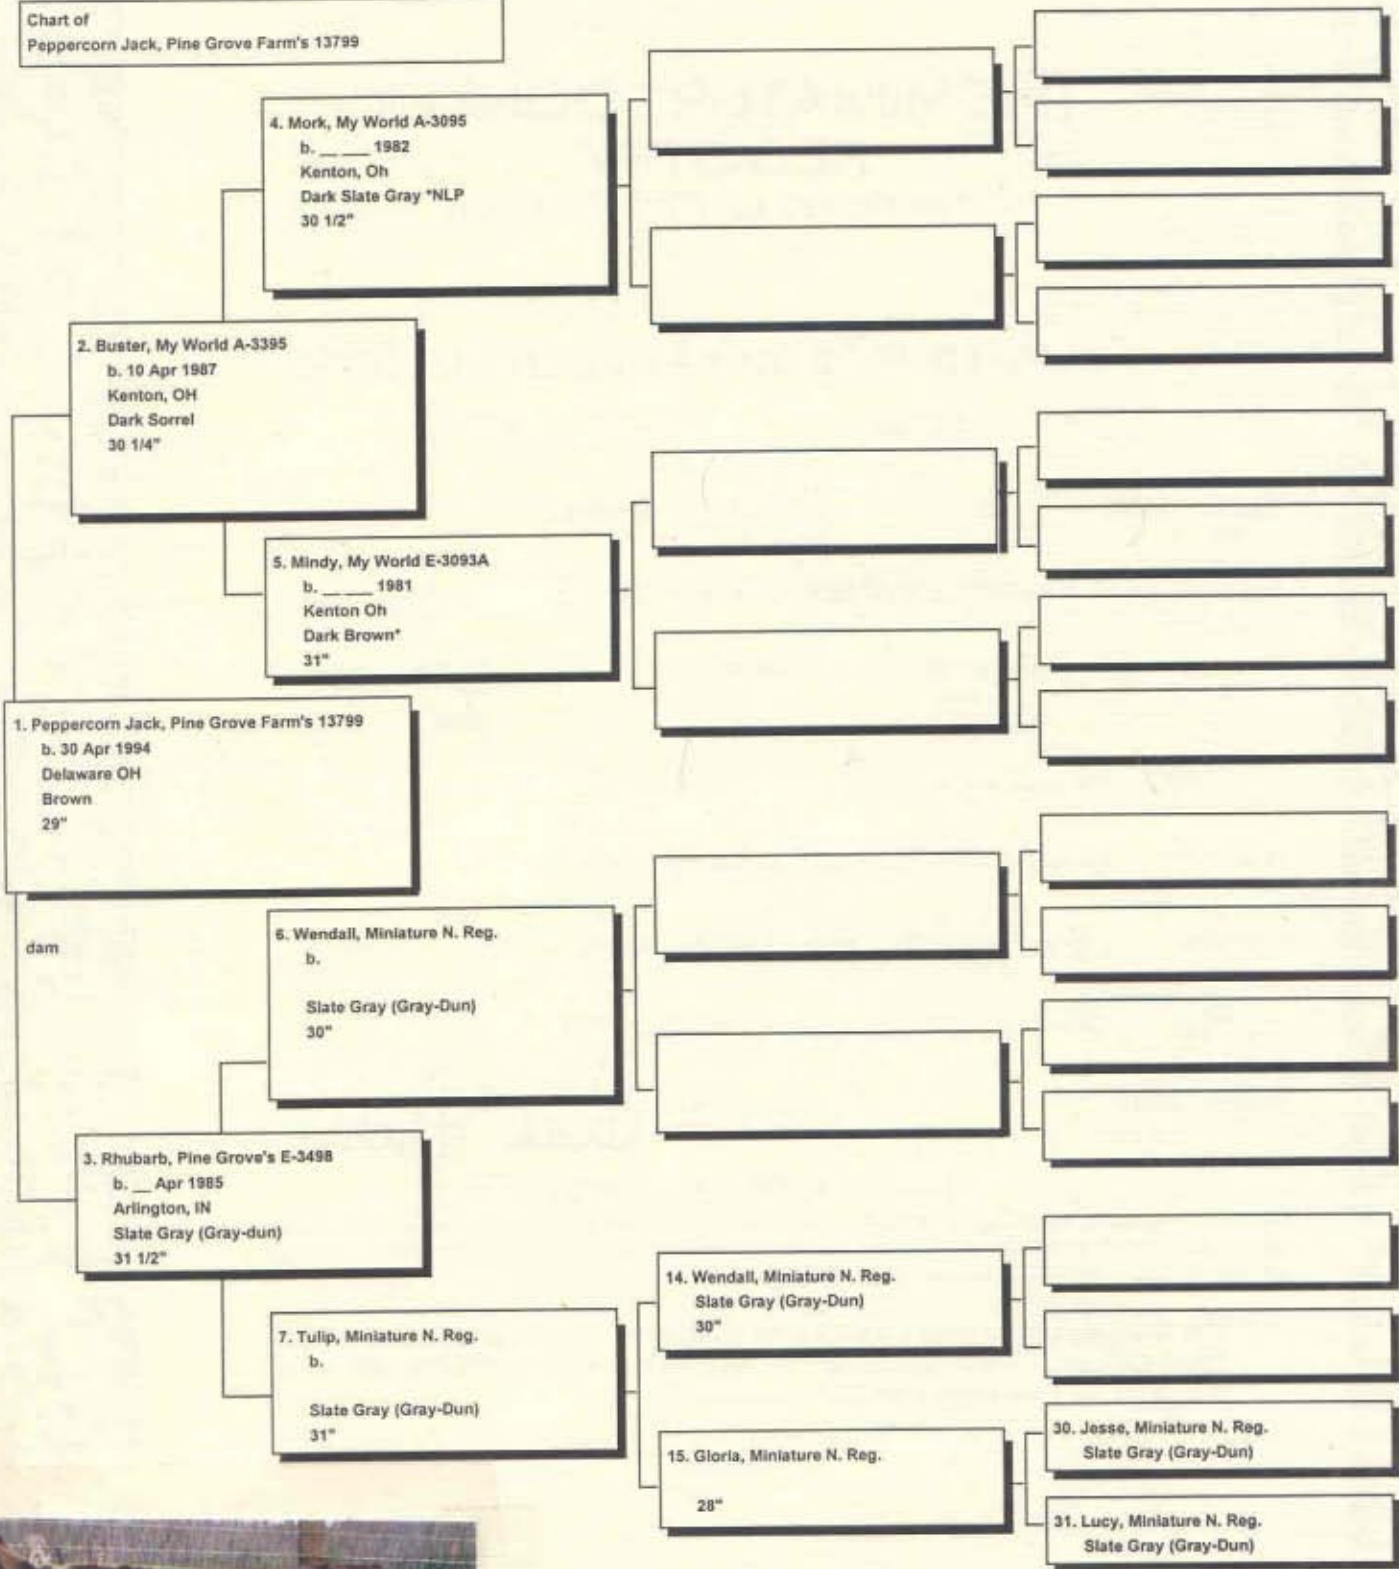 Chart of
Peppercorn Jack, Pine Grove Farm's 13799
4. Mork, My World A-3095
b. __ ___ 1982
Kenton, Oh
Dark Slate Gray *NLP
30 1/2"
2. Buster, My World A-3395
b. 10 Apr 1987
Kenton, OH
Dark Sorrel
30 1/4"
5. Mindy, My World E-3093A
b. __ ___ 1981
Kenton Oh
Dark Brown*
31"
1. Peppercorn Jack, Pine Grove Farm's 13799
b. 30 Apr 1994
Delaware OH
Brown
29"
dam
6. Wendall, Miniature N. Reg.
b.
Slate Gray (Gray-Dun)
30"
3. Rhubarb, Pine Grove's E-3498
b. __ Apr 1985
Arlington, IN
Slate Gray (Gray-dun)
31 1/2"
7. Tulip, Miniature N. Reg.
b.
Slate Gray (Gray-Dun)
31"
14. Wendall, Miniature N. Reg.
Slate Gray (Gray-Dun)
30"
15. Gloria, Miniature N. Reg.
28"
30. Jesse, Miniature N. Reg.
Slate Gray (Gray-Dun)
31. Lucy, Miniature N. Reg.
Slate Gray (Gray-Dun)